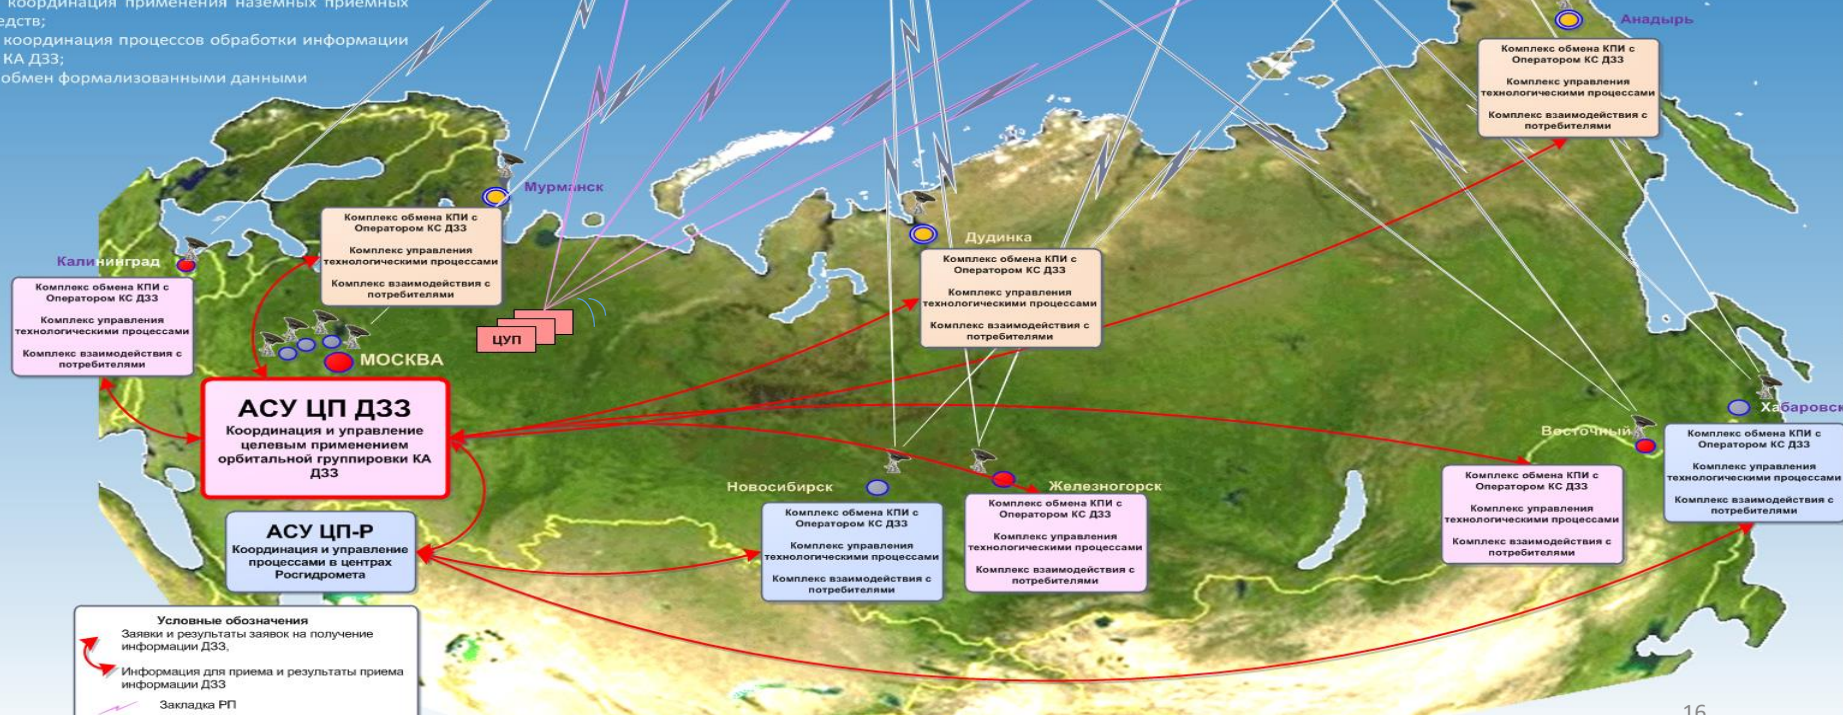 координация применения наземных приемных
средств;
координация процессов обработки информации
КА ДЗЗ;
обмен формализованными данными
Анадырь
Комплекс обмена КПИ с
Оператором КС ДЗЗ
Комплекс управления
технологическими процессами
Комплекс взаимодействия с
потребителями
Мурманск
Комплекс обмена КПИ с
Оператором КС ДЗЗ
Комплекс управления
технологическими процессами
Комплекс взаимодействия с
потребителями
Дудинка
Комплекс обмена КПИ с
Оператором КС ДЗЗ
Комплекс управления
технологическими процессами
Комплекс взаимодействия с
потребителями
Калининград
Комплекс обмена КПИ с
Оператором КС ДЗЗ
Комплекс управления
технологическими процессами
Комплекс взаимодействия с
потребителями
ЦУП
МОСКВА
АСУ ЦП ДЗЗ
Координация и управление
целевым применением
орбитальной группировки КА
ДЗЗ
АСУ ЦП-Р
Координация и управление
процессами в центрах
Росгидромета
Новосибирск
Комплекс обмена КПИ с
Оператором КС ДЗЗ
Комплекс управления
технологическими процессами
Комплекс взаимодействия с
потребителями
Железногорск
Комплекс обмена КПИ с
Оператором КС ДЗЗ
Комплекс управления
технологическими процессами
Комплекс взаимодействия с
потребителями
Восточный
Комплекс обмена КПИ с
Оператором КС ДЗЗ
Комплекс управления
технологическими процессами
Комплекс взаимодействия с
потребителями
Хабаровск
Комплекс обмена КПИ с
Оператором КС ДЗЗ
Комплекс управления
технологическими процессами
Комплекс взаимодействия с
потребителями
Условные обозначения
Заявки и результаты заявок на получение
информации ДЗЗ,
Информация для приема и результаты приема
информации ДЗЗ
Закладка РП
16